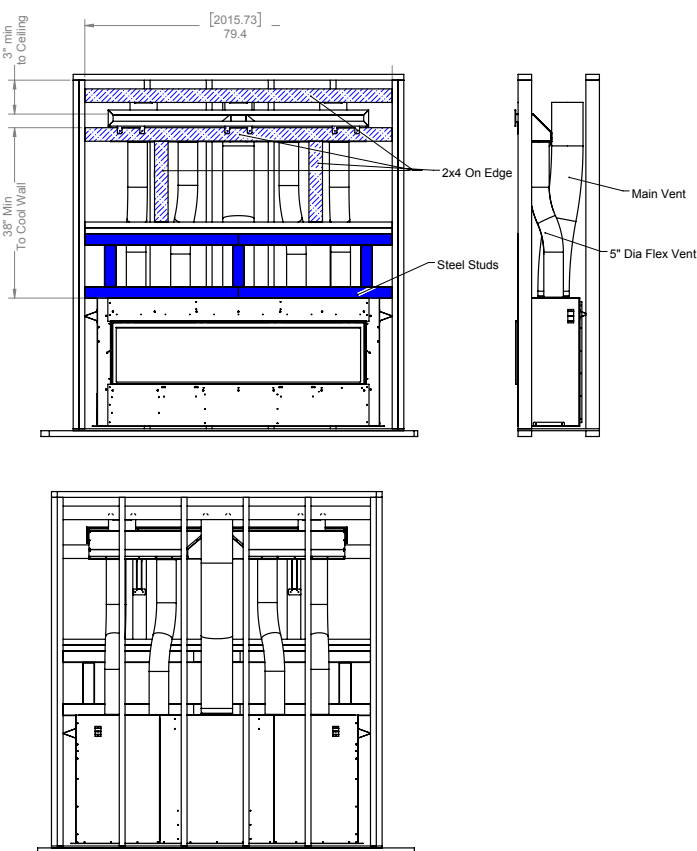 [2015.73]
79.4
3" min
to Ceiling
38" Min
To Cool Wall
2x4 On Edge
Steel Studs
Main Vent
5" Dia Flex Vent